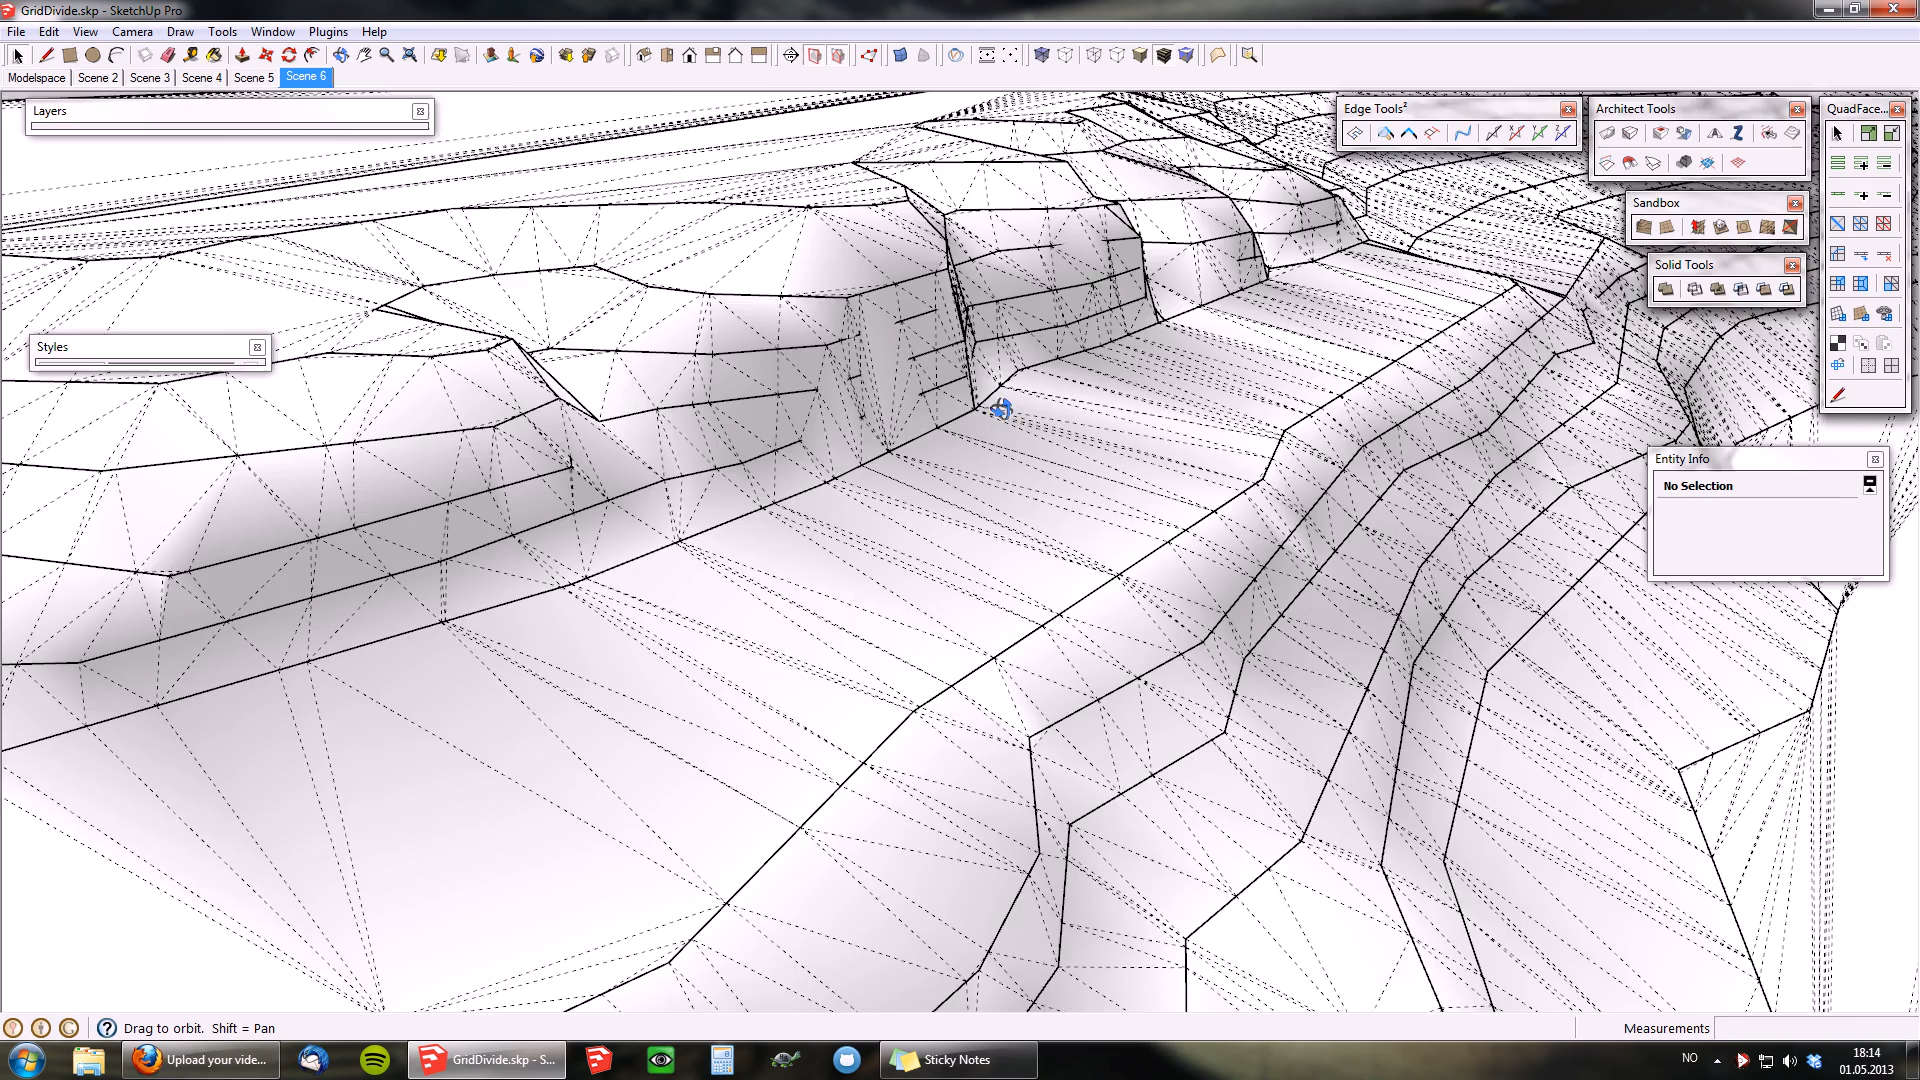 GridDivide.skp - SketchUp Pro
File Edit View Camera Draw Tools Window Plugins Help
Modelspace Scene 2 Scene 3 Scene 4 Scene 5 Scene 6
Layers
Edge Tools²
Architect Tools
QuadFace...
Sandbox
Solid Tools
Styles
Entity Info
No Selection
Drag to orbit. Shift = Pan
Measurements
Upload your vide...
GridDivide.skp - S...
Sticky Notes
NO
18:14
01.05.2013